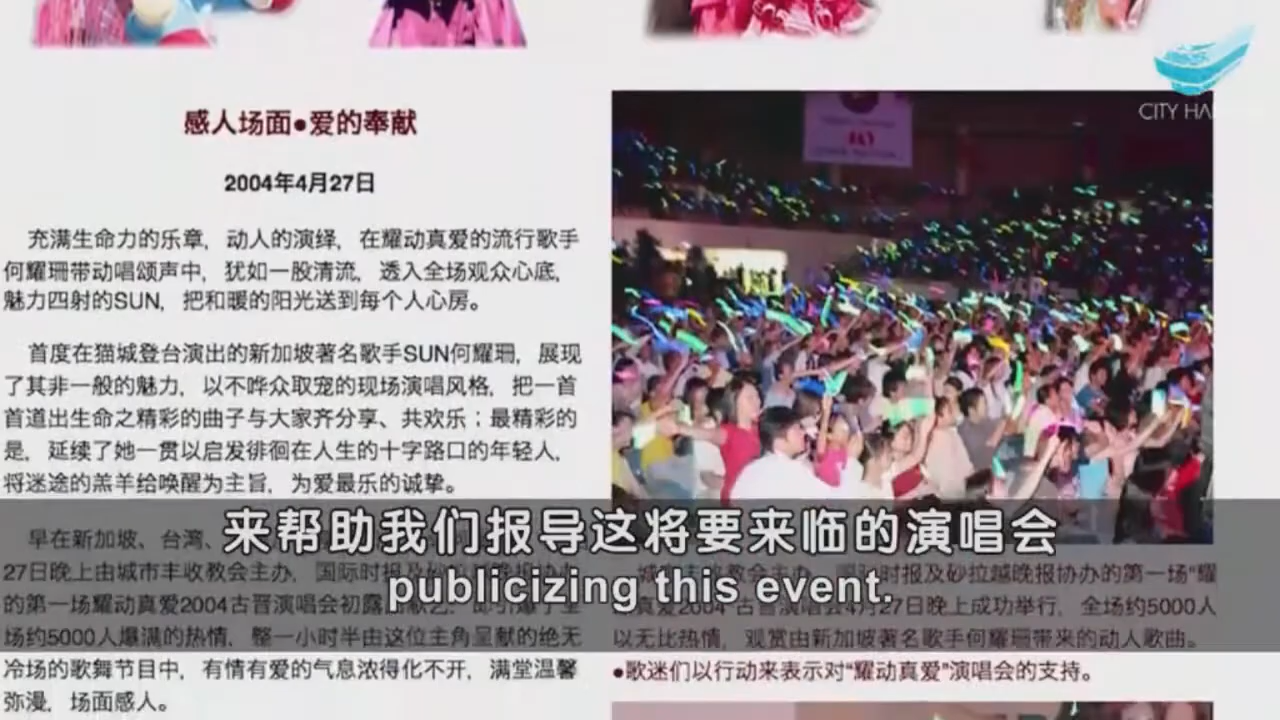 CITY HA
感人场面●爱的奉献
2004年4月27日
充满生命力的乐章，动人的演绎，在耀动真爱的流行歌手
何耀珊带动唱颂声中，犹如一股清流，透入全场观众心底，
魅力四射的SUN，把和暖的阳光送到每个人心房。
首度在猫城登台演出的新加坡著名歌手SUN何耀珊，展现
了其非一般的魅力，以不哗众取宠的现场演唱风格，把一首
首道出生命之精彩的曲子与大家齐分享、共欢乐；最精彩的
是，延续了她一贯以启发徘徊在人生的十字路口的年轻人，
将迷途的羔羊给唤醒为主旨，为爱最乐的诚挚。
早在新加坡、台湾、
27日晚上由城市丰收教会主办，国际时报及砂拉越晚报协办
的第一场耀动真爱2004古晋演唱会初露
场约5000人爆满的热情，整一小时半由这位主角呈献的绝无
冷场的歌舞节目中，有情有爱的气息浓得化不开，满堂温馨
弥漫，场面感人。
城市丰收教会主办，国际时报及砂拉越晚报协办的第一场“耀
动真爱2004”古晋演唱会4月27日晚上成功举行，全场约5000人
以无比热情，观赏由新加坡著名歌手何耀珊带来的动人歌曲。
●歌迷们以行动来表示对“耀动真爱”演唱会的支持。
来帮助我们报导这将要来临的演唱会
publicizing this event.